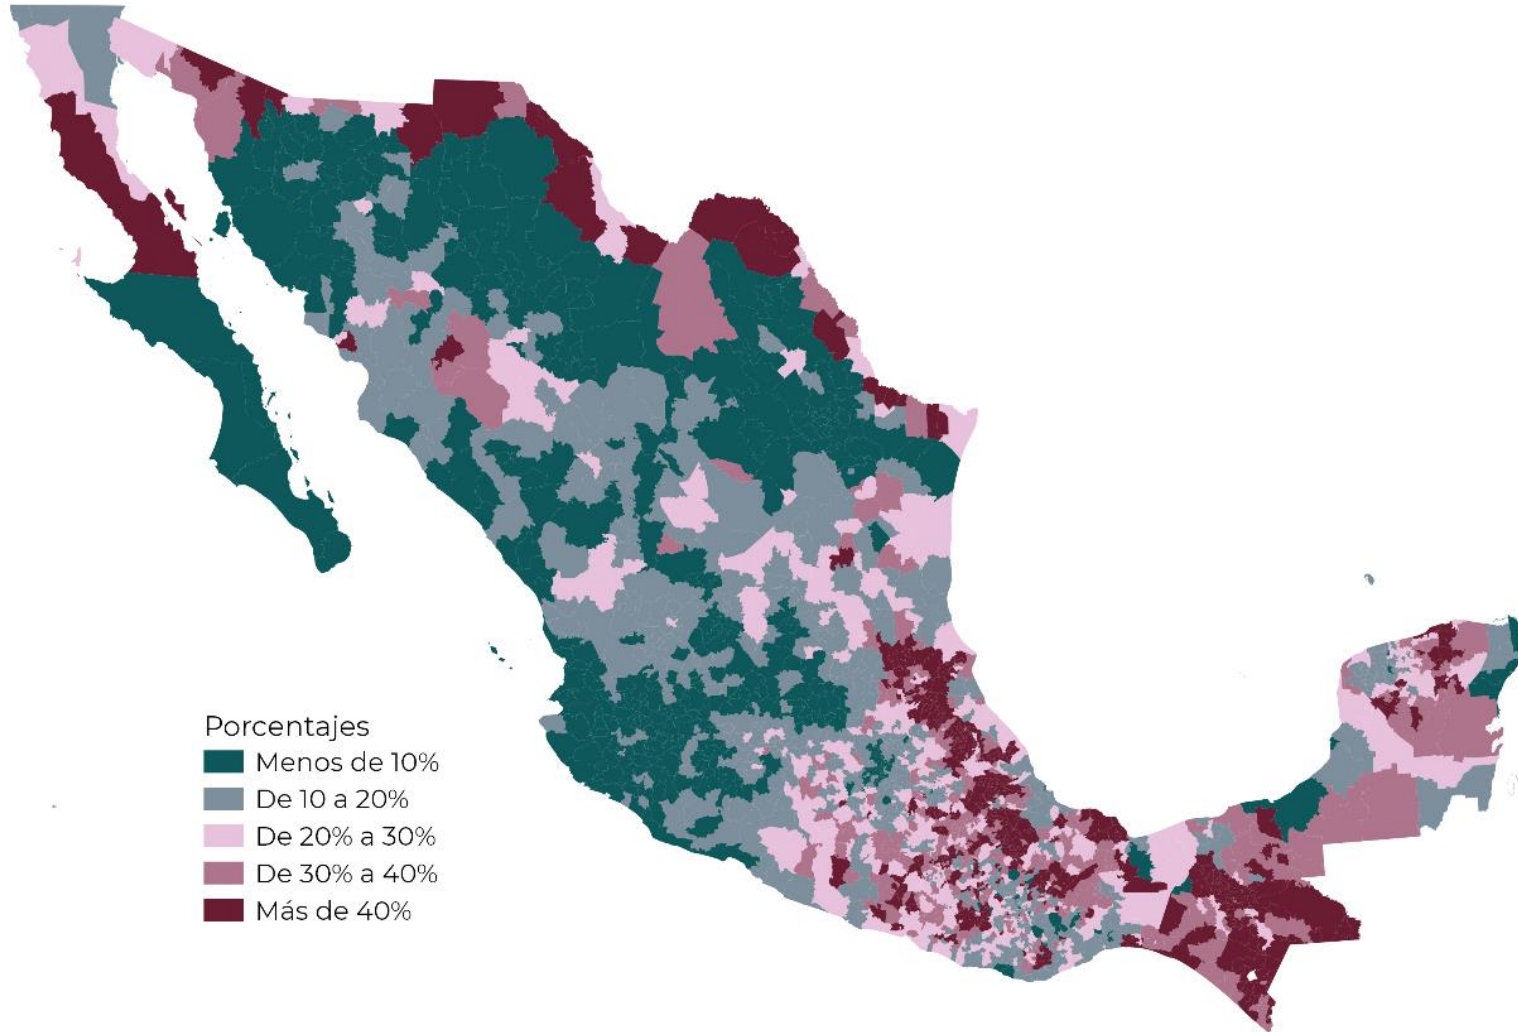 Porcentajes
Menos de 10%
De 10 a 20%
De 20% a 30%
De 30% a 40%
Más de 40%